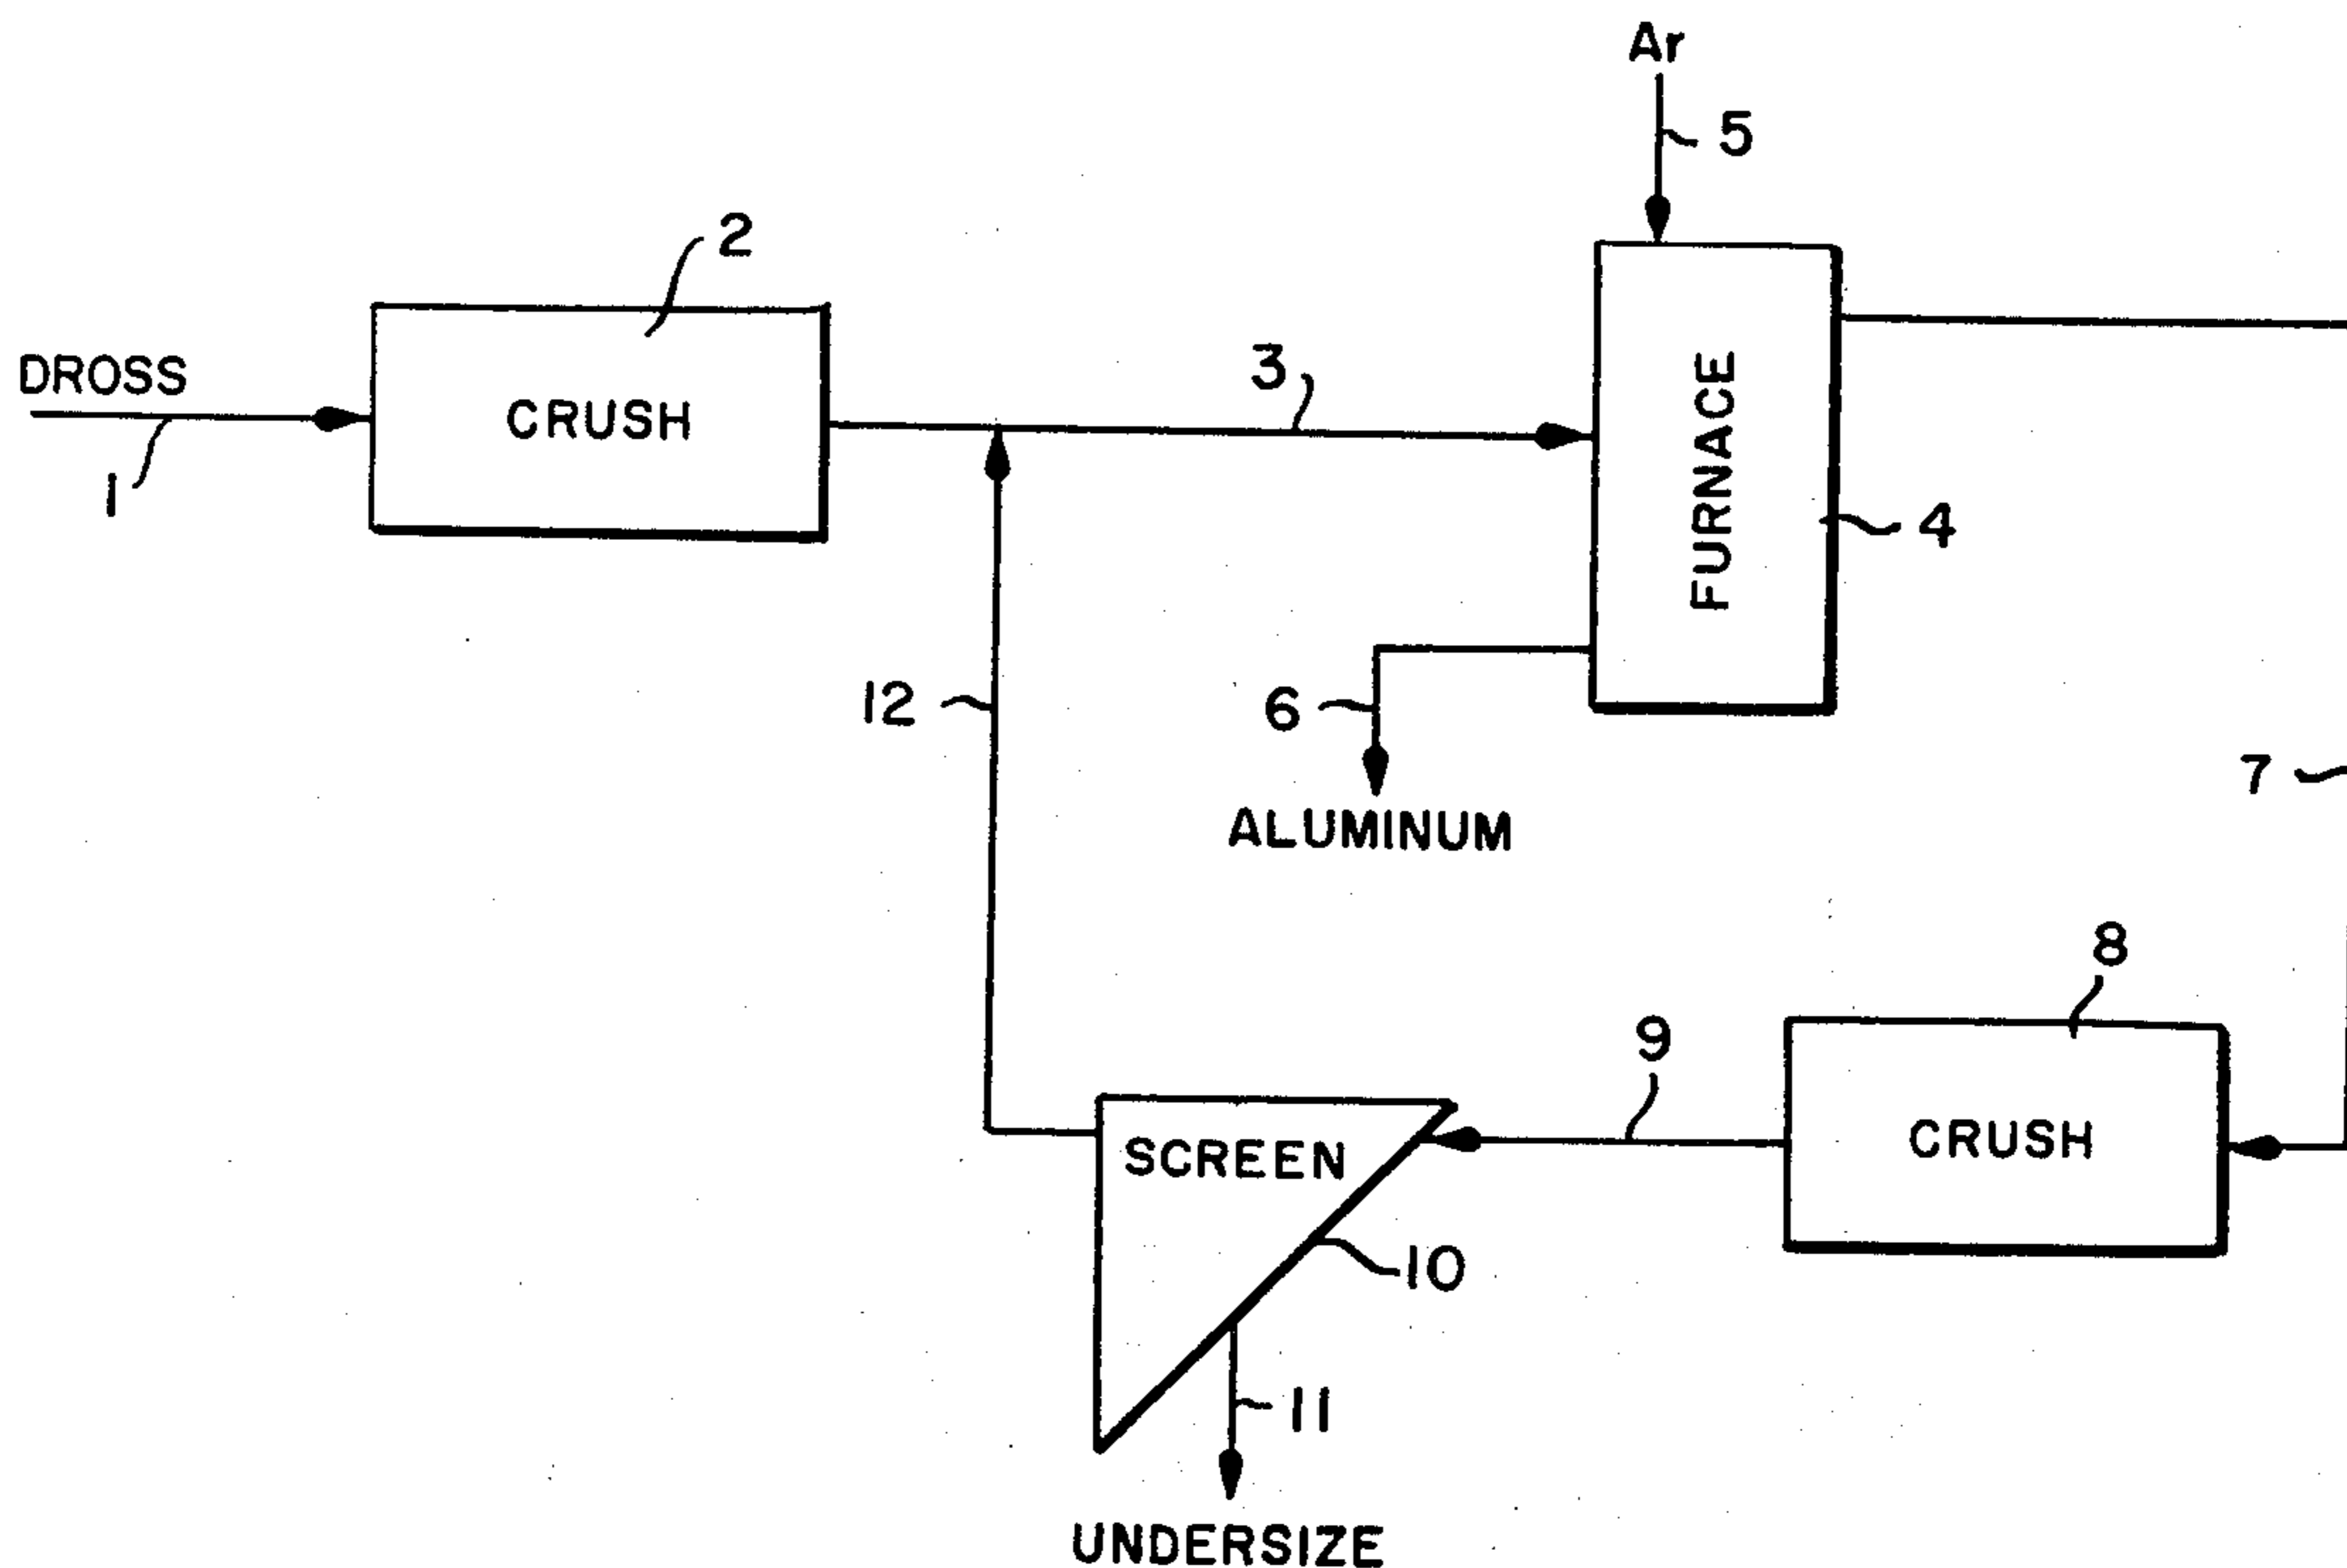 Ar
5
2
DROSS
CRUSH
3
1
FURNACE
4
12
6
7
ALUMINUM
8
9
SCREEN
CRUSH
10
11
UNDERSIZE